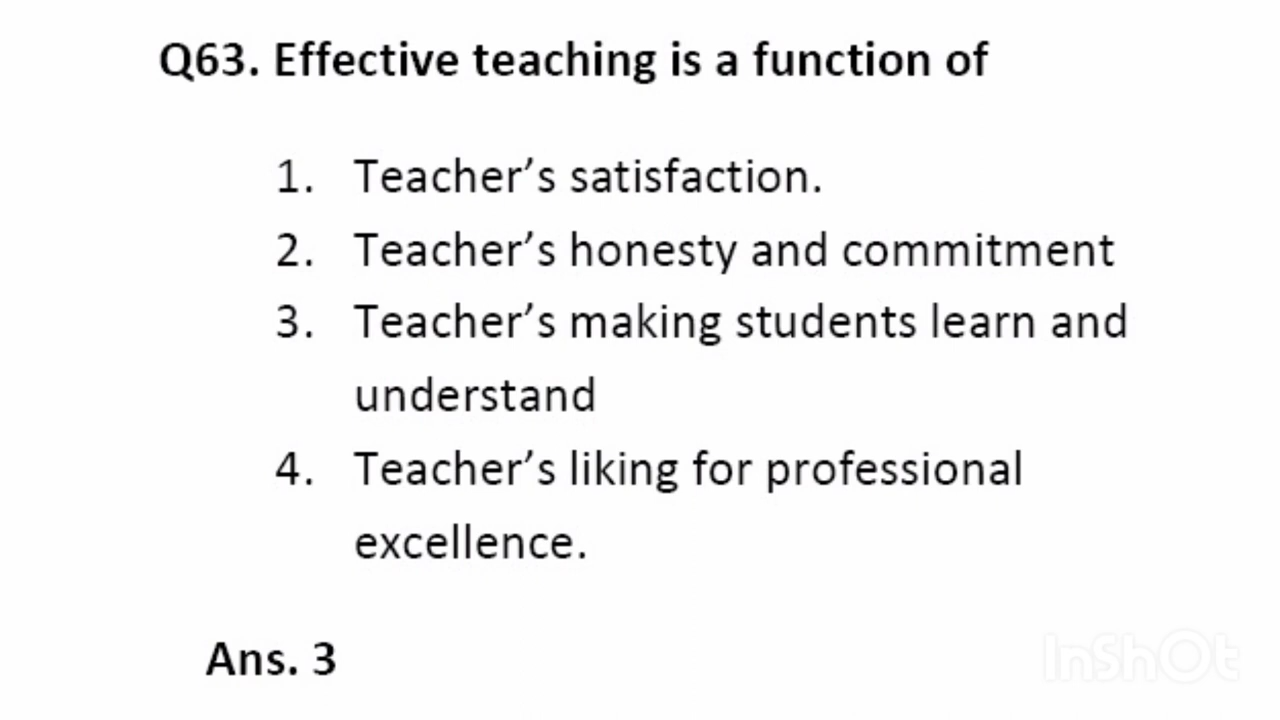 Q63. Effective teaching is a function of
1. Teacher’s satisfaction.
2. Teacher’s honesty and commitment
3. Teacher’s making students learn and
understand
4. Teacher’s liking for professional
excellence.
Ans. 3
InShOt